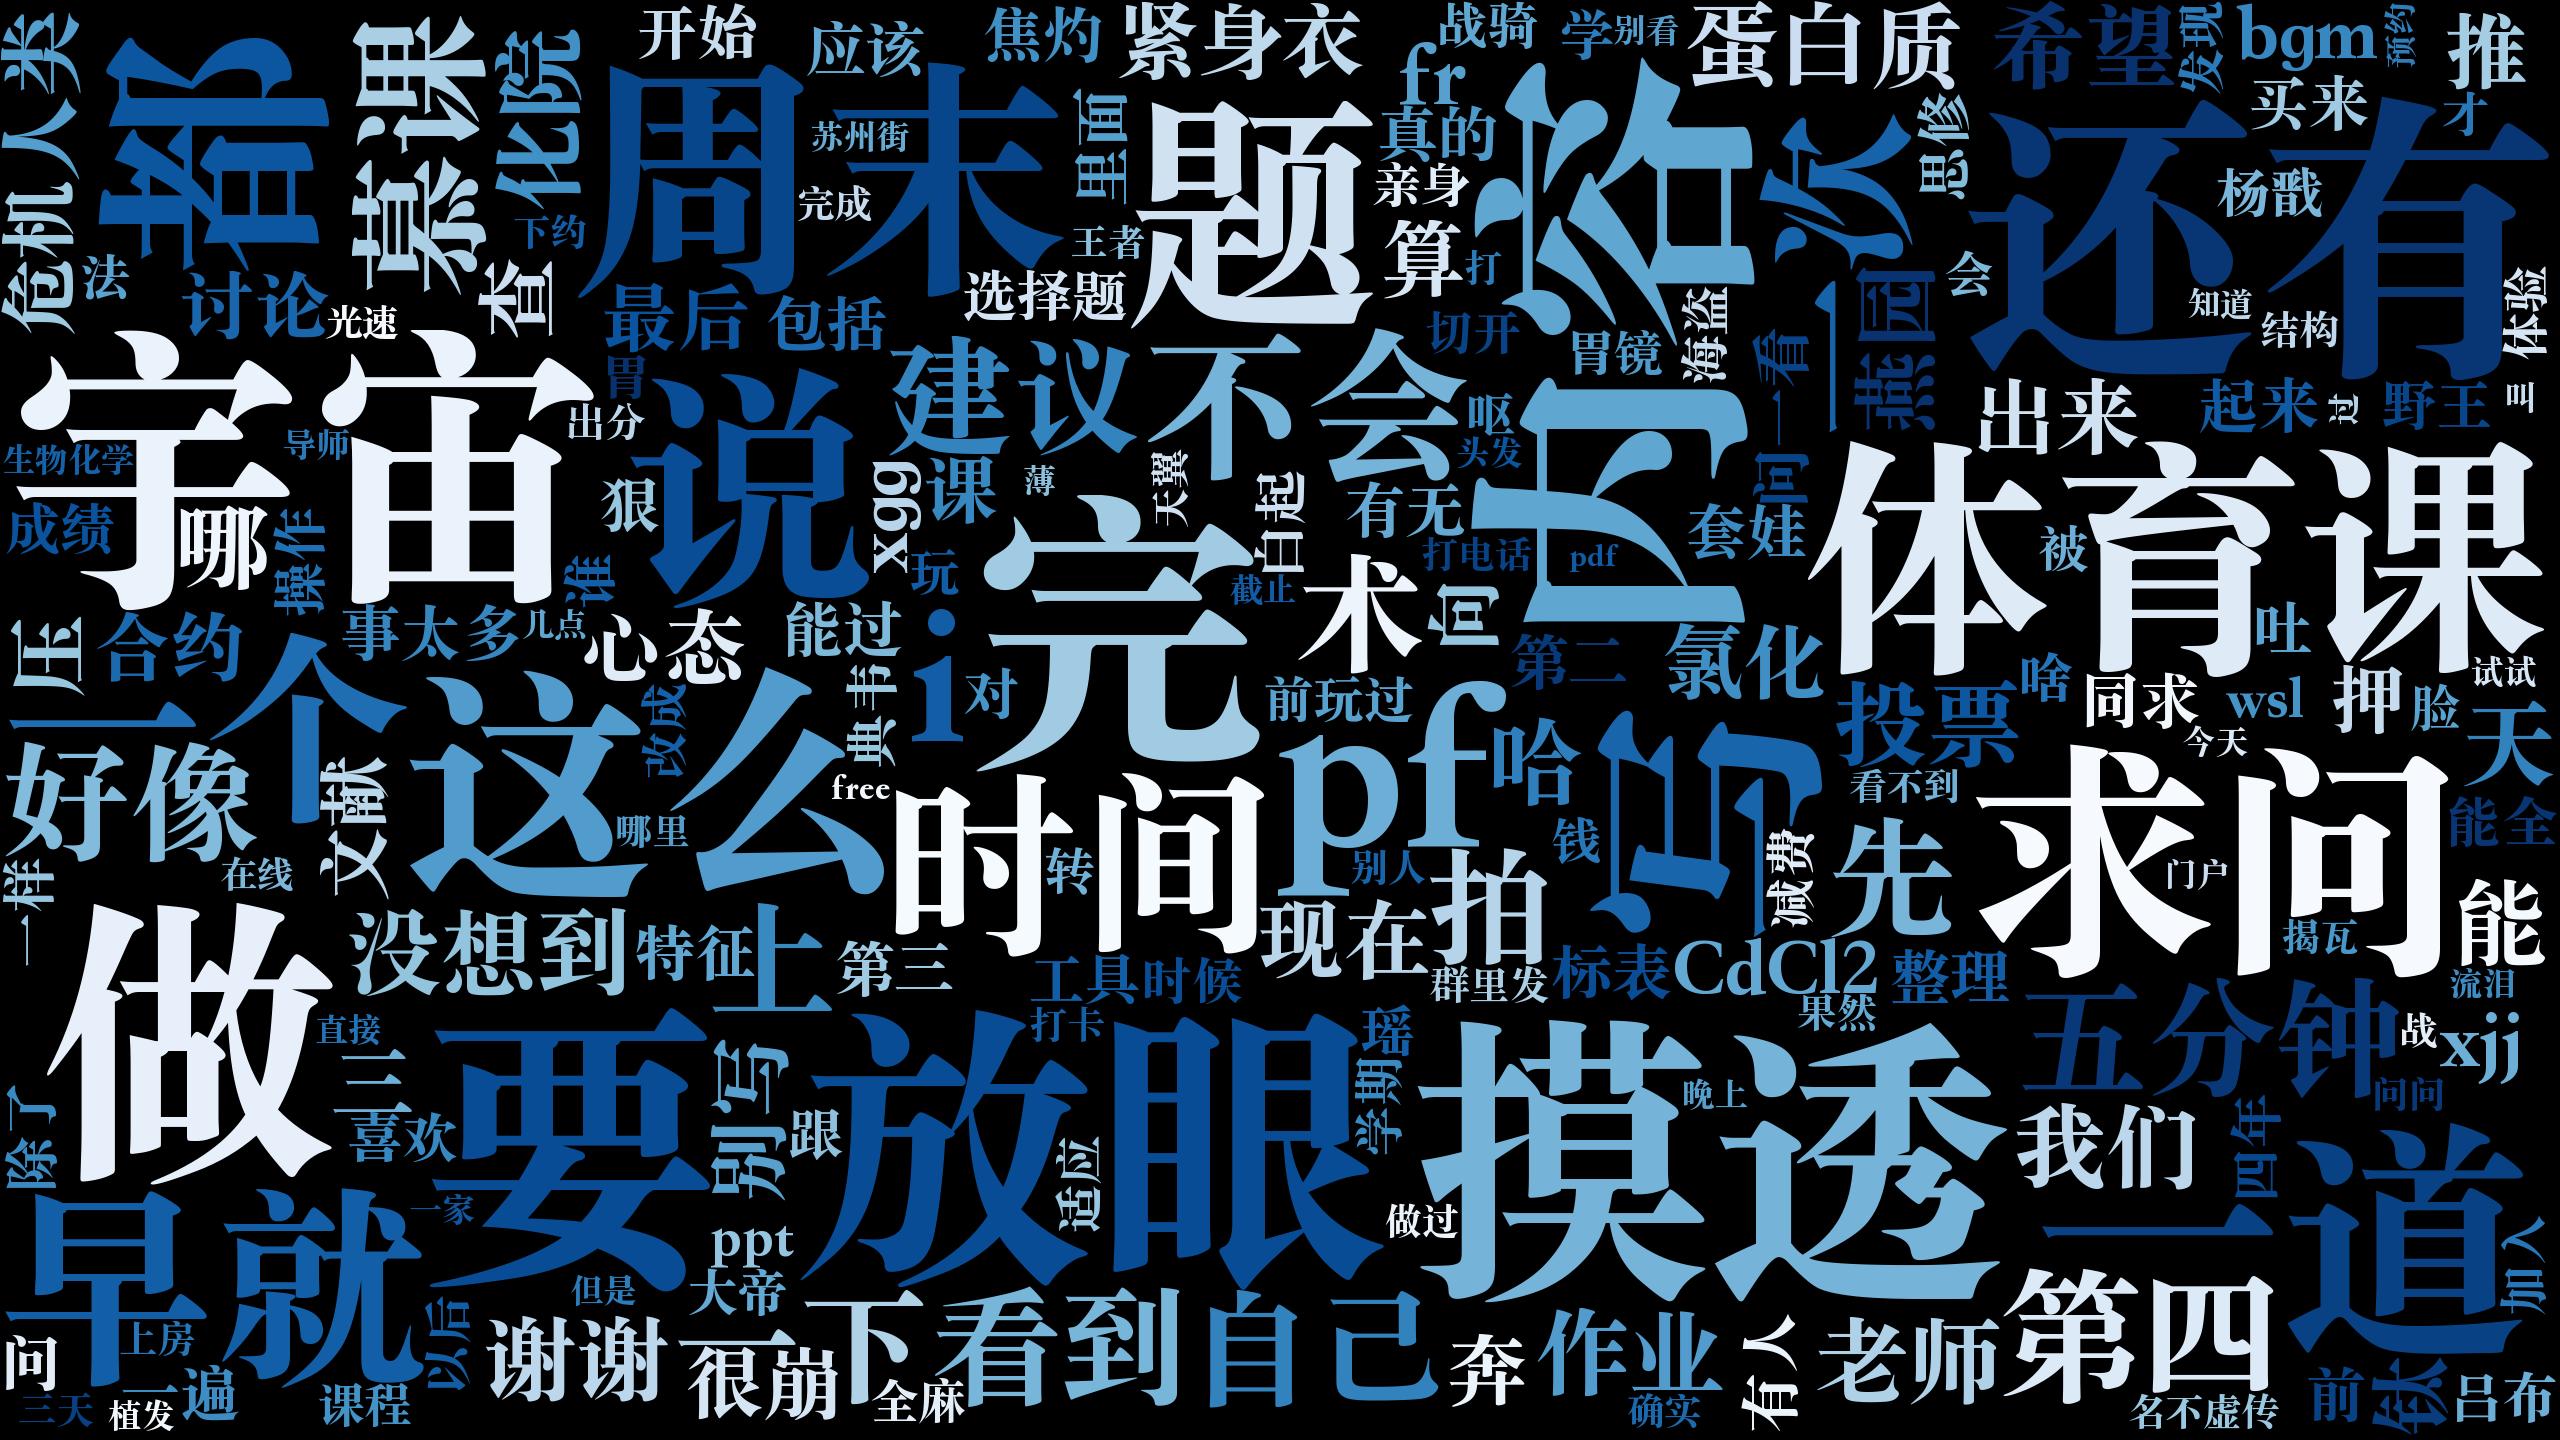 危机人类
都
慕课
化院
开始
应该
焦灼
紧身衣
战骑
学
别看
蛋白质
希望
发现
bgm
预约
推
fr
周末
苏州街
里面
题
真的
洽
欢
思修
买来
才
还有
杨戬
完成
下约
王者
亲身
算
打
法
讨论
光速
查
最后
包括
选择题
切开
胃镜
海盗
燕园
会
知道
结构
体验
宇宙
胃
出分
说
建议
不会
呕
头发
一看
出来
起来
过
野王
叫
生物化学
导师
成绩
哪
操作
谁
狠
xgg
课
薄
天翼
白起
有无
打电话
pdf
套娃
问问
体育课
被
玩
完
截止
术
向
压
合约
一个
事太多
几点
心态
能过
i
对
前玩过
第二
氯化
投票
啥
同求
吐
wsl
押
脸
试试
今天
天
这么
改成
典韦
pf
哈
写
好像
文献
哪里
free
时间
转
别人
钱
减费
看不到
先
求问
门户
能全
一样
在线
拍
能
揭瓦
流泪
做
没想到
特征
上
第三
现在
群里发
工具
时候
标表
CdCl2
果然
整理
五分钟
战
xjj
直接
打卡
三
要
别写
放眼
瑶
学期
摸透
晚上
我们
四年
问问
除了
喜欢
跟
适应
一家
ppt
做过
一道
加入
早就
但是
大帝
第四
问
上房
以后
谢谢
一下
很崩
全麻
看到
自己
奔
作业
确实
有人
老师
名不虚传
前
钛
吕布
三天
植发
一遍
课程